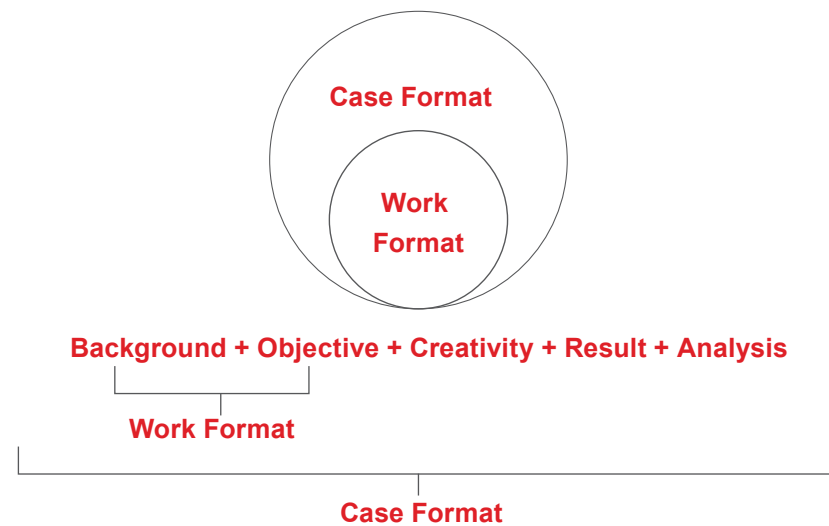 Case Format
Work
Format
Background + Objective + Creativity + Result + Analysis
Work Format
Case Format